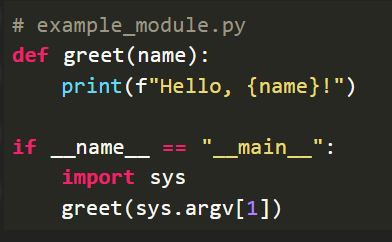 # example_module.py
def greet(name):
    print(f"Hello, {name}!")

if __name__ == "__main__":
    import sys
    greet(sys.argv[1])